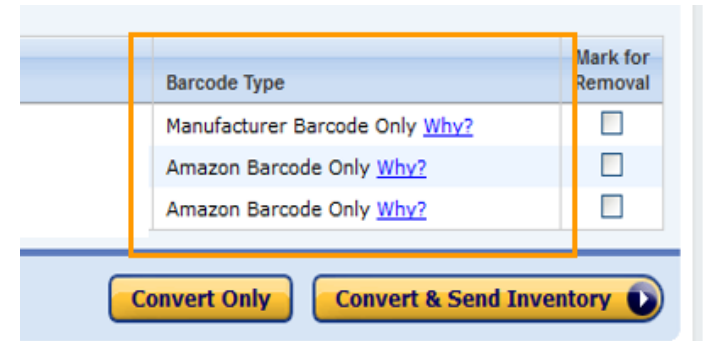 Barcode Type
Mark for
Removal
Manufacturer Barcode Only Why?
Amazon Barcode Only Why?
Amazon Barcode Only Why?
Convert Only
Convert & Send Inventory